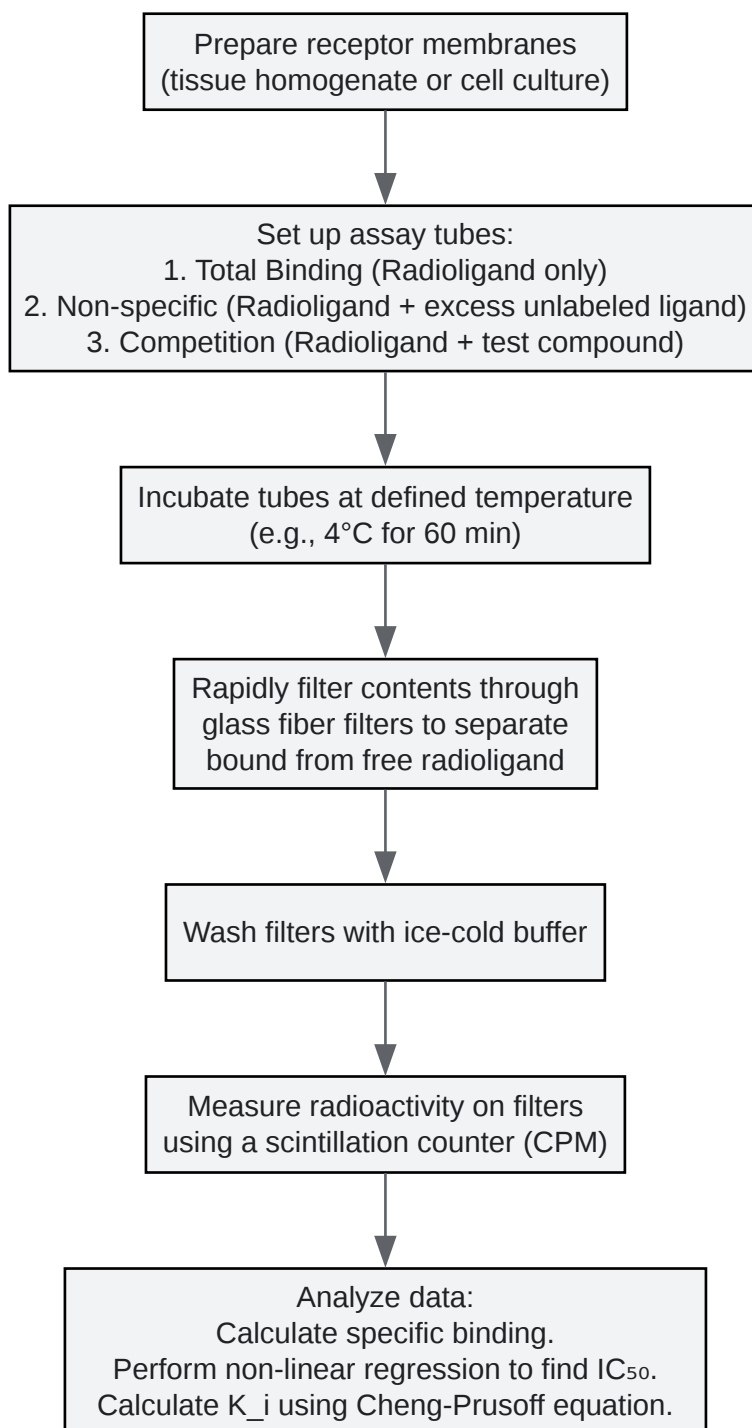 Prepare receptor membranes
(tissue homogenate or cell culture)
Set up assay tubes:
1. Total Binding (Radioligand only)
2. Non-specific (Radioligand + excess unlabeled ligand)
3. Competition (Radioligand + test compound)
Incubate tubes at defined temperature
(e.g., 4°C for 60 min)
Rapidly filter contents through
glass fiber filters to separate
bound from free radioligand
Wash filters with ice-cold buffer
Measure radioactivity on filters
using a scintillation counter (CPM)
Analyze data:
Calculate specific binding.
Perform non-linear regression to find IC₅₀.
Calculate K_i using Cheng-Prusoff equation.